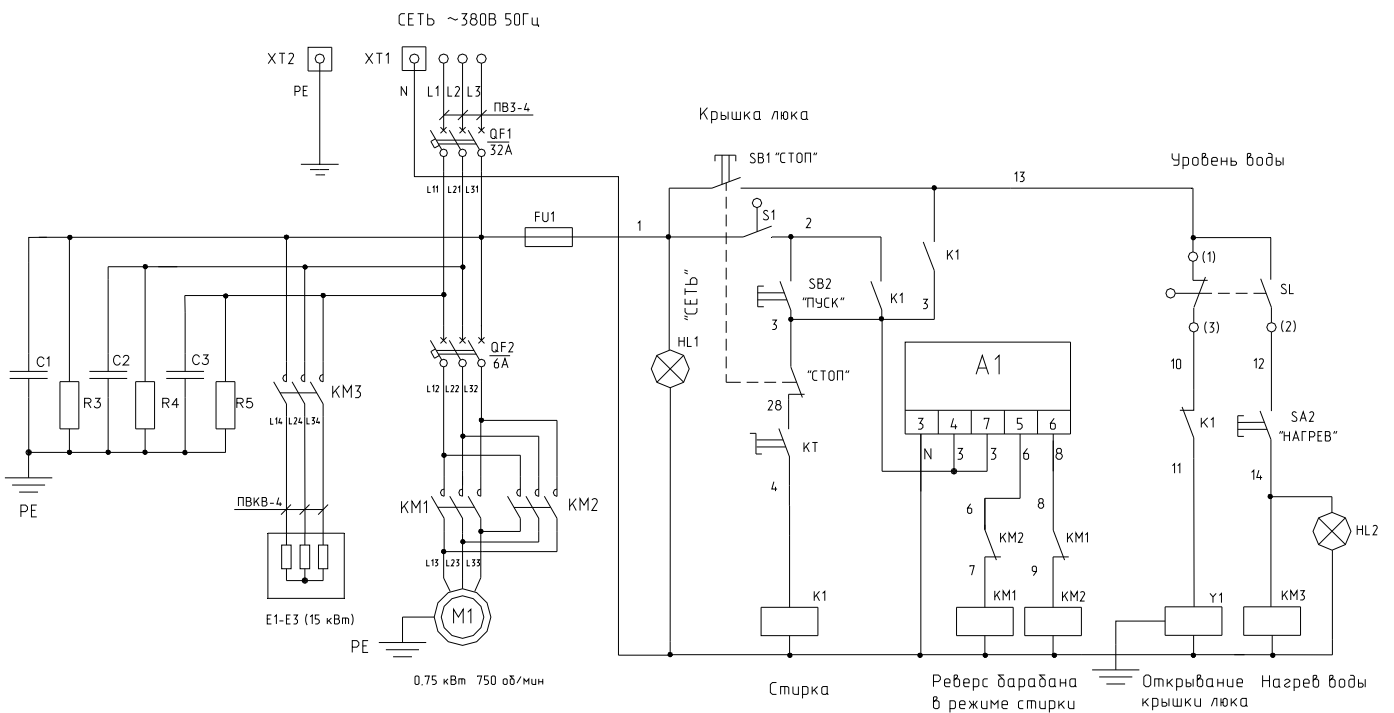 СЕТЬ ~380В 50Гц
XT2
XT1
PE
N
L1
L2
L3
ПВ3-4
QF1
32А
L11
L21
L31
Крышка люка
SB1 "СТОП"
13
Уровень воды
FU1
1
S1
2
(1)
K1
SL
"СЕТЬ"
SB2
"ПУСК"
K1
3
3
(3)
(2)
HL1
QF2
6А
C1
C2
C3
L12
L22
L32
R3
R4
R5
KM3
L14
L24
L34
"СТОП"
28
A1
10
12
3
4
7
5
6
K1
SA2
"НАГРЕВ"
KT
N
3
3
6
8
4
11
14
PE
ПВКВ-4
KM1
KM2
6
8
HL2
KM2
KM1
7
9
L13
L23
L33
E1-E3 (15 кВт)
M1
PE
K1
KM1
KM2
Y1
KM3
0,75 кВт 750 об/мин
Стирка
Реверс барабана
в режиме стирки
Открывание
крышки люка
Нагрев воды